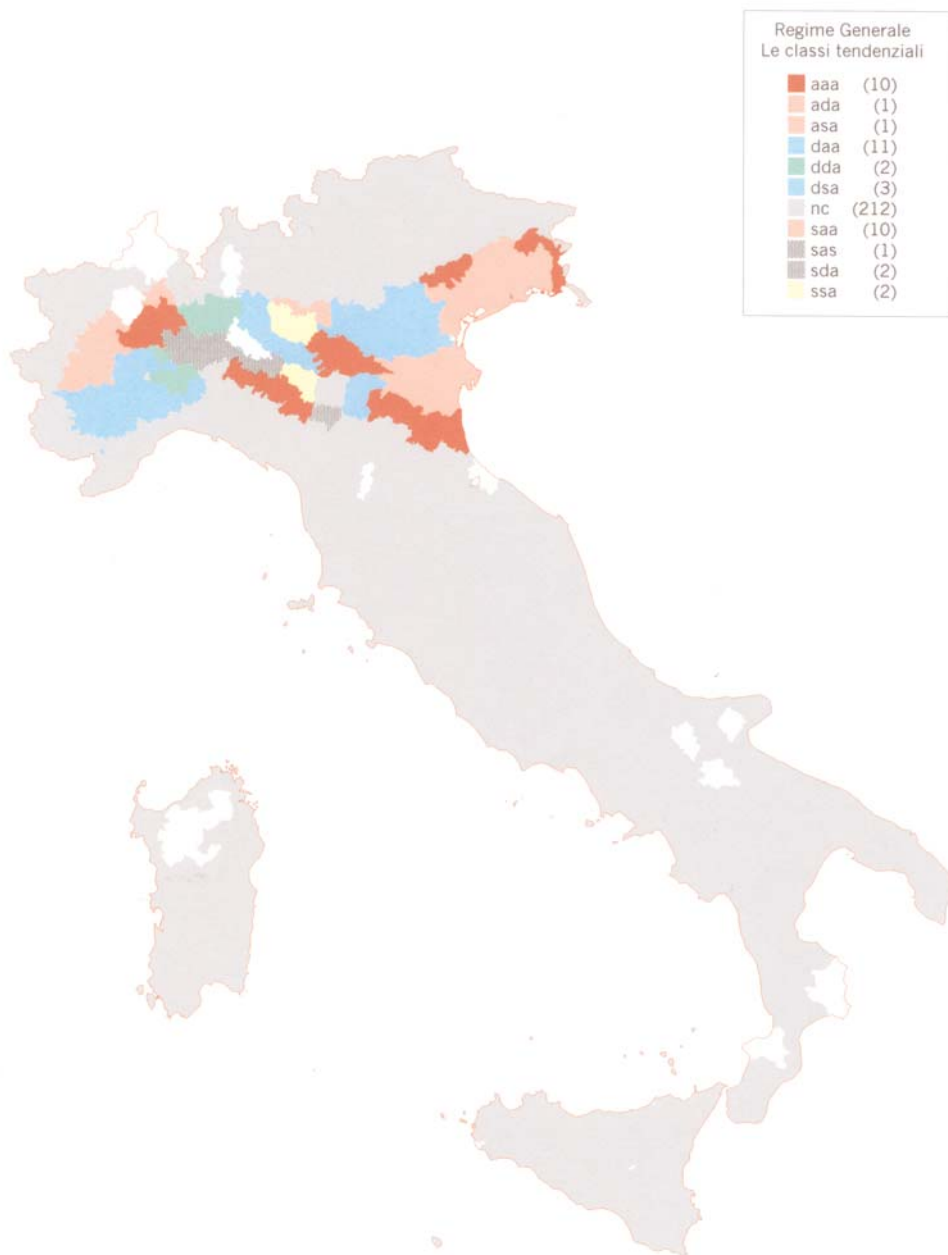 Regime Generale
Le classi tendenziali
aaa (10)
ada (1)
asa (1)
daa (11)
dda (2)
dsa (3)
nc (212)
saa (10)
sas (1)
sda (2)
ssa (2)